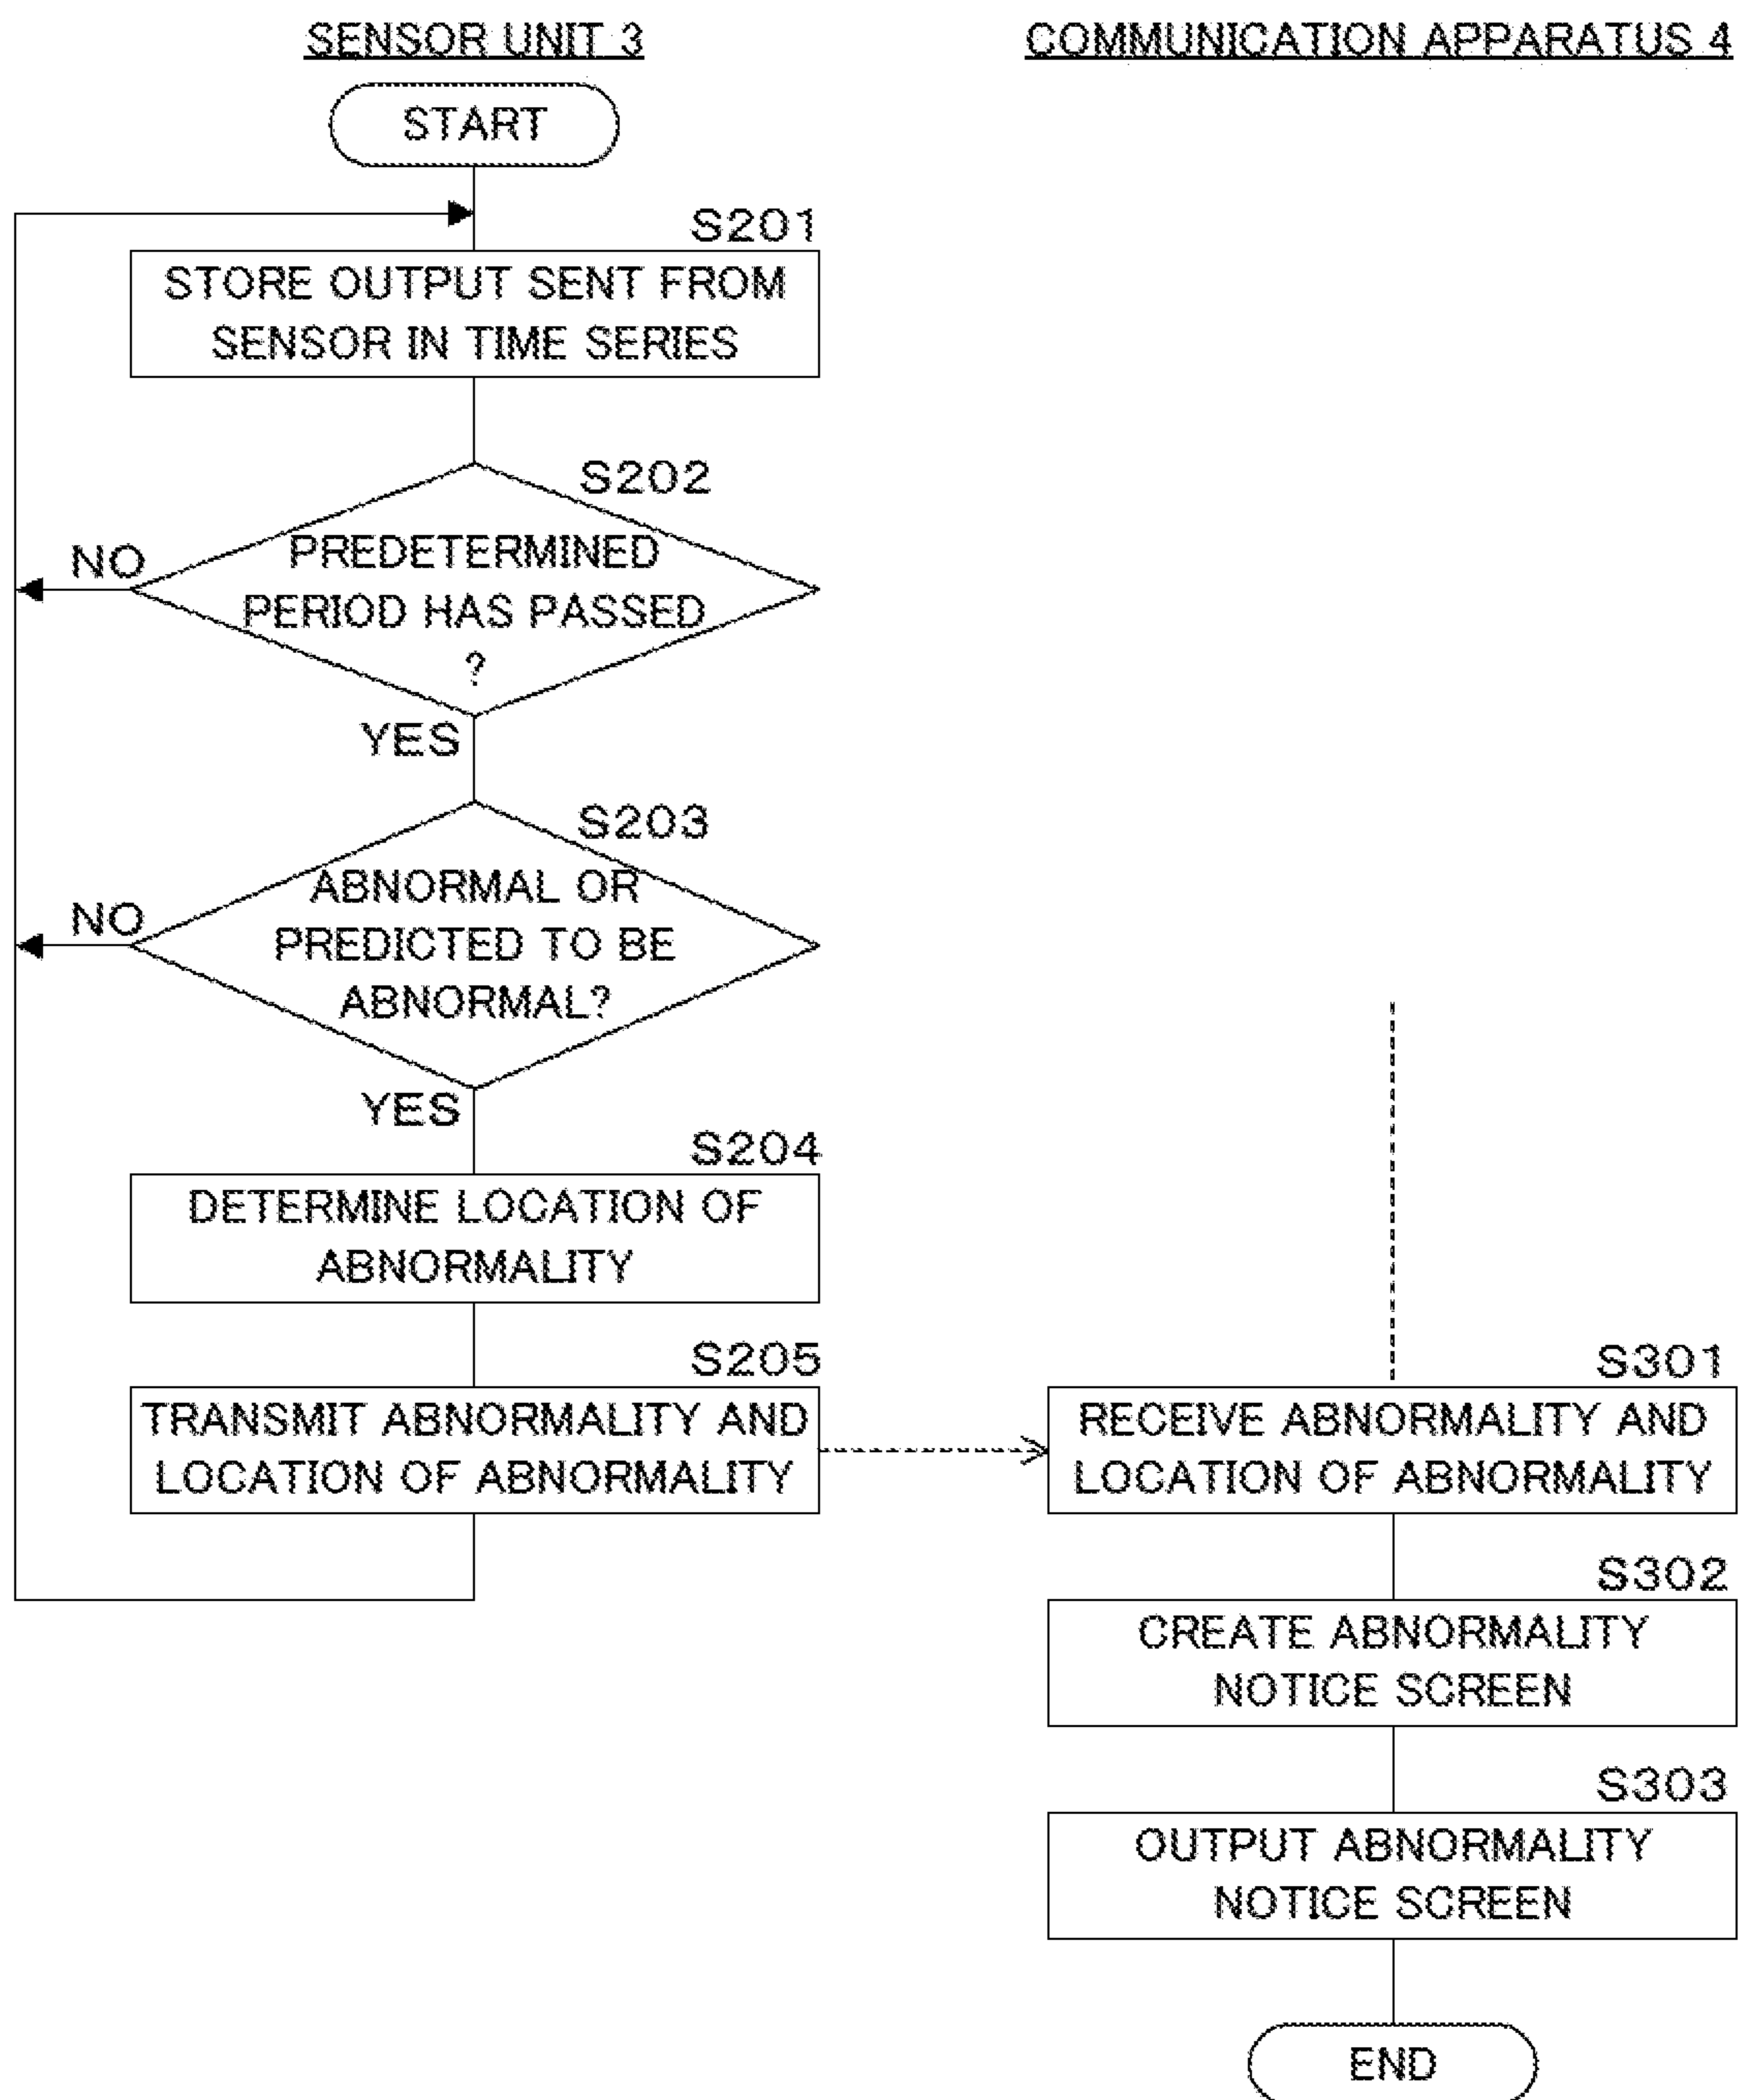 SENSOR UNIT 3
START
S201
STORE OUTPUT SENT FROM
SENSOR IN TIME SERIES
S202
PREDETERMINED
PERIOD HAS PASSED
?
NO
YES
S203
ABNORMAL OR
PREDICTED TO BE
ABNORMAL?
NO
YES
S204
DETERMINE LOCATION OF
ABNORMALITY
S205
TRANSMIT ABNORMALITY AND
LOCATION OF ABNORMALITY
COMMUNICATION APPARATUS 4
S301
RECEIVE ABNORMALITY AND
LOCATION OF ABNORMALITY
S302
CREATE ABNORMALITY
NOTICE SCREEN
S303
OUTPUT ABNORMALITY
NOTICE SCREEN
END